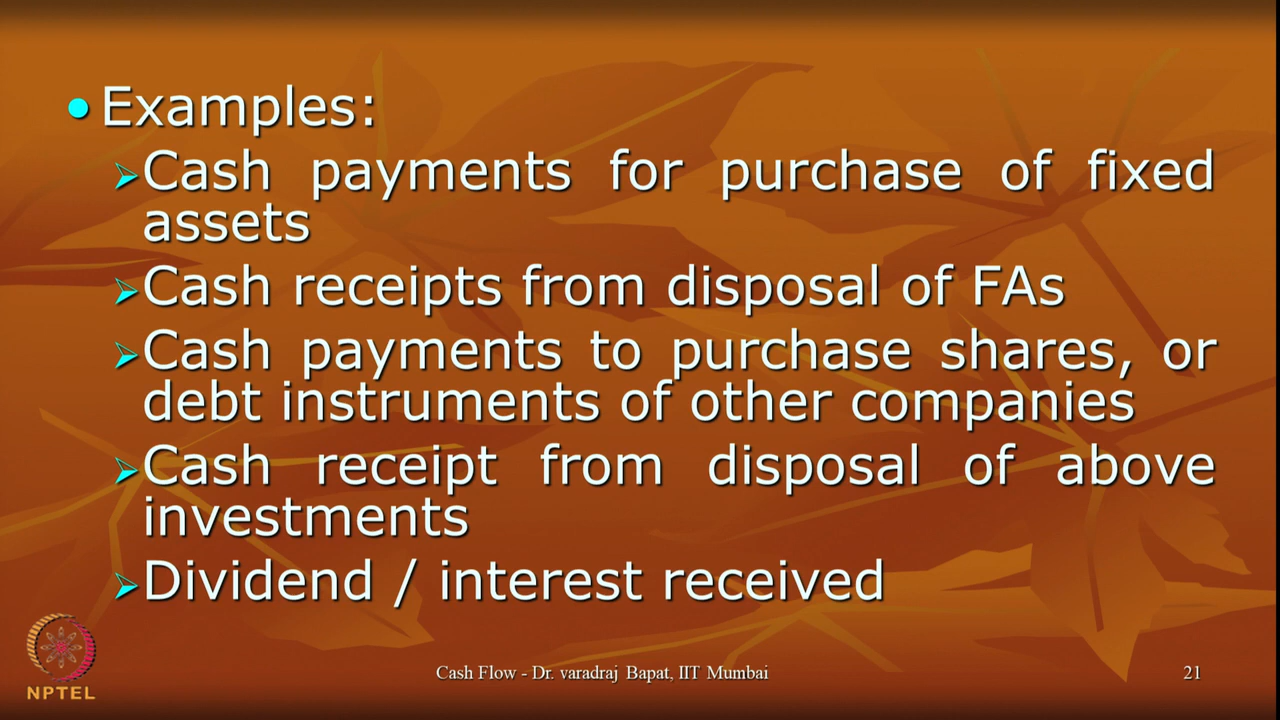 • Examples:
➢Cash payments for purchase of fixed
assets
➢Cash receipts from disposal of FAs
➢Cash payments to purchase shares, or
debt instruments of other companies
➢Cash receipt from disposal of above
investments
➢Dividend / interest received
NPTEL
Cash Flow - Dr. varadraj Bapat, IIT Mumbai
21